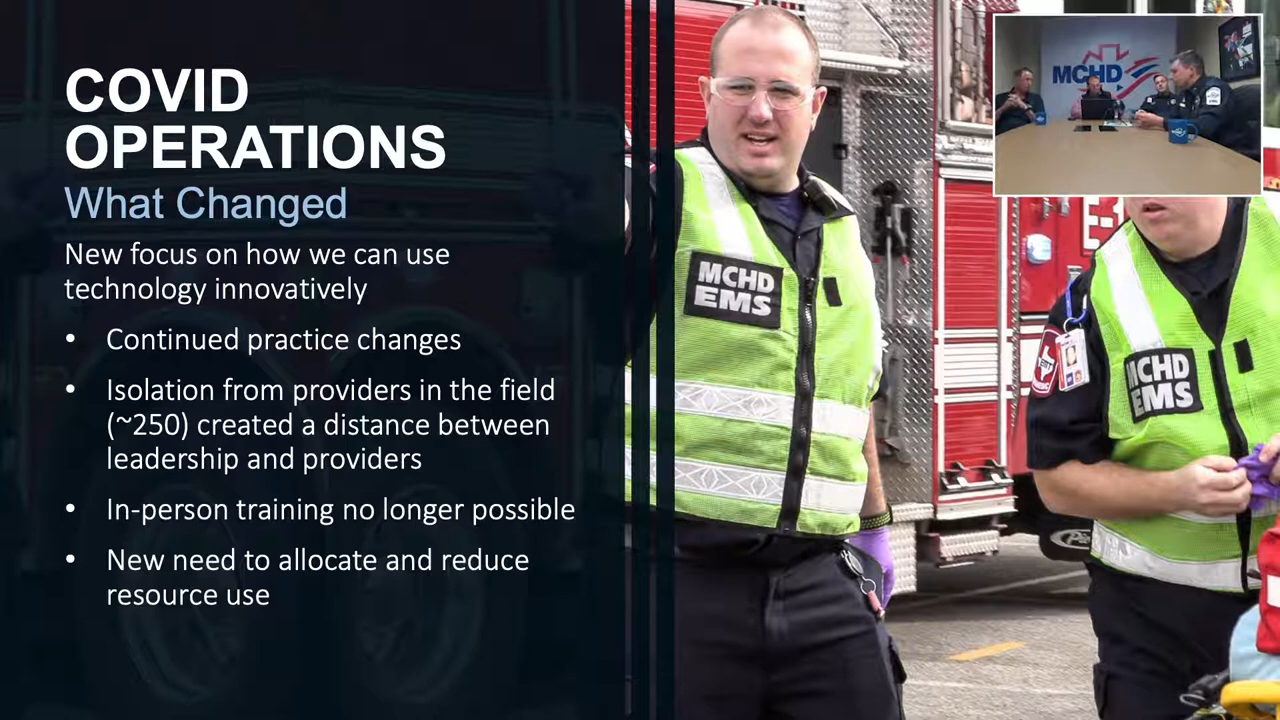 COVID
OPERATIONS
What Changed
New focus on how we can use
technology innovatively
• Continued practice changes
• Isolation from providers in the field
(~250) created a distance between
leadership and providers
• In-person training no longer possible
• New need to allocate and reduce
resource use
MCHD
EMS
MCHD
MCHD
EMS